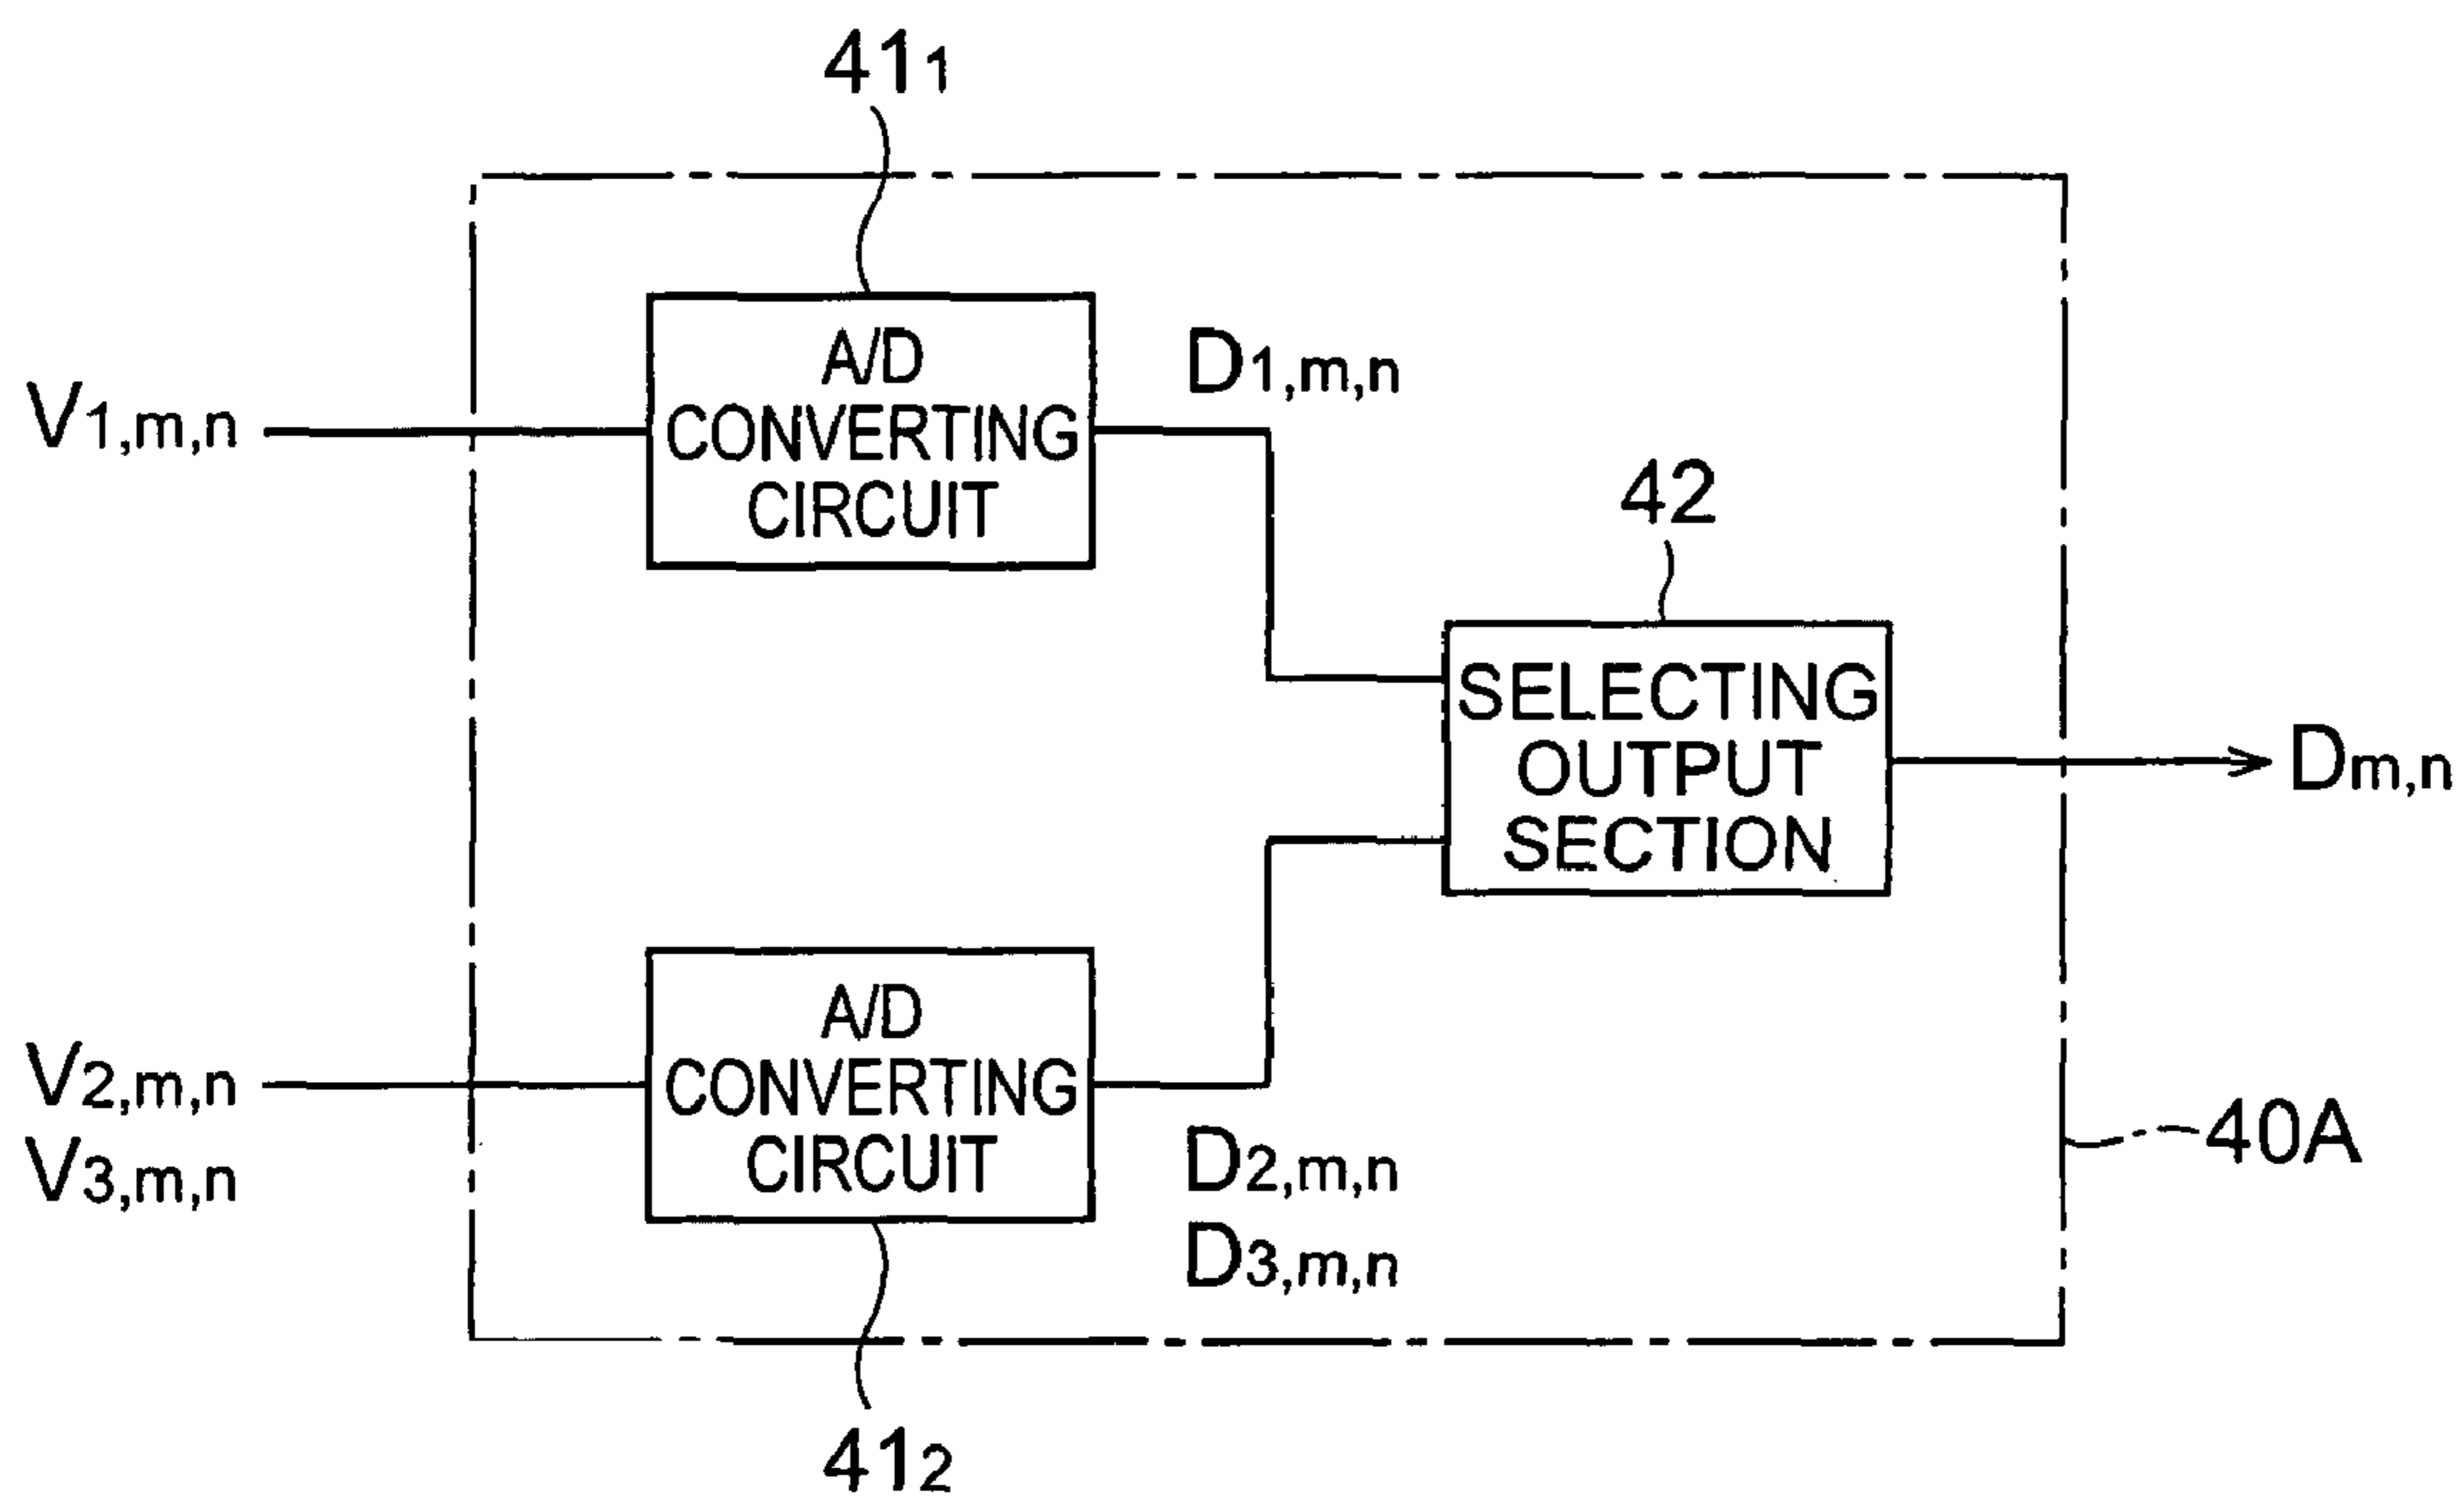 41₁
A/D
CONVERTING
CIRCUIT
V1,m,n
D1,m,n
42
SELECTING
OUTPUT
SECTION
Dm,n
A/D
CONVERTING
CIRCUIT
V2,m,n
V3,m,n
D2,m,n
D3,m,n
40A
41₂